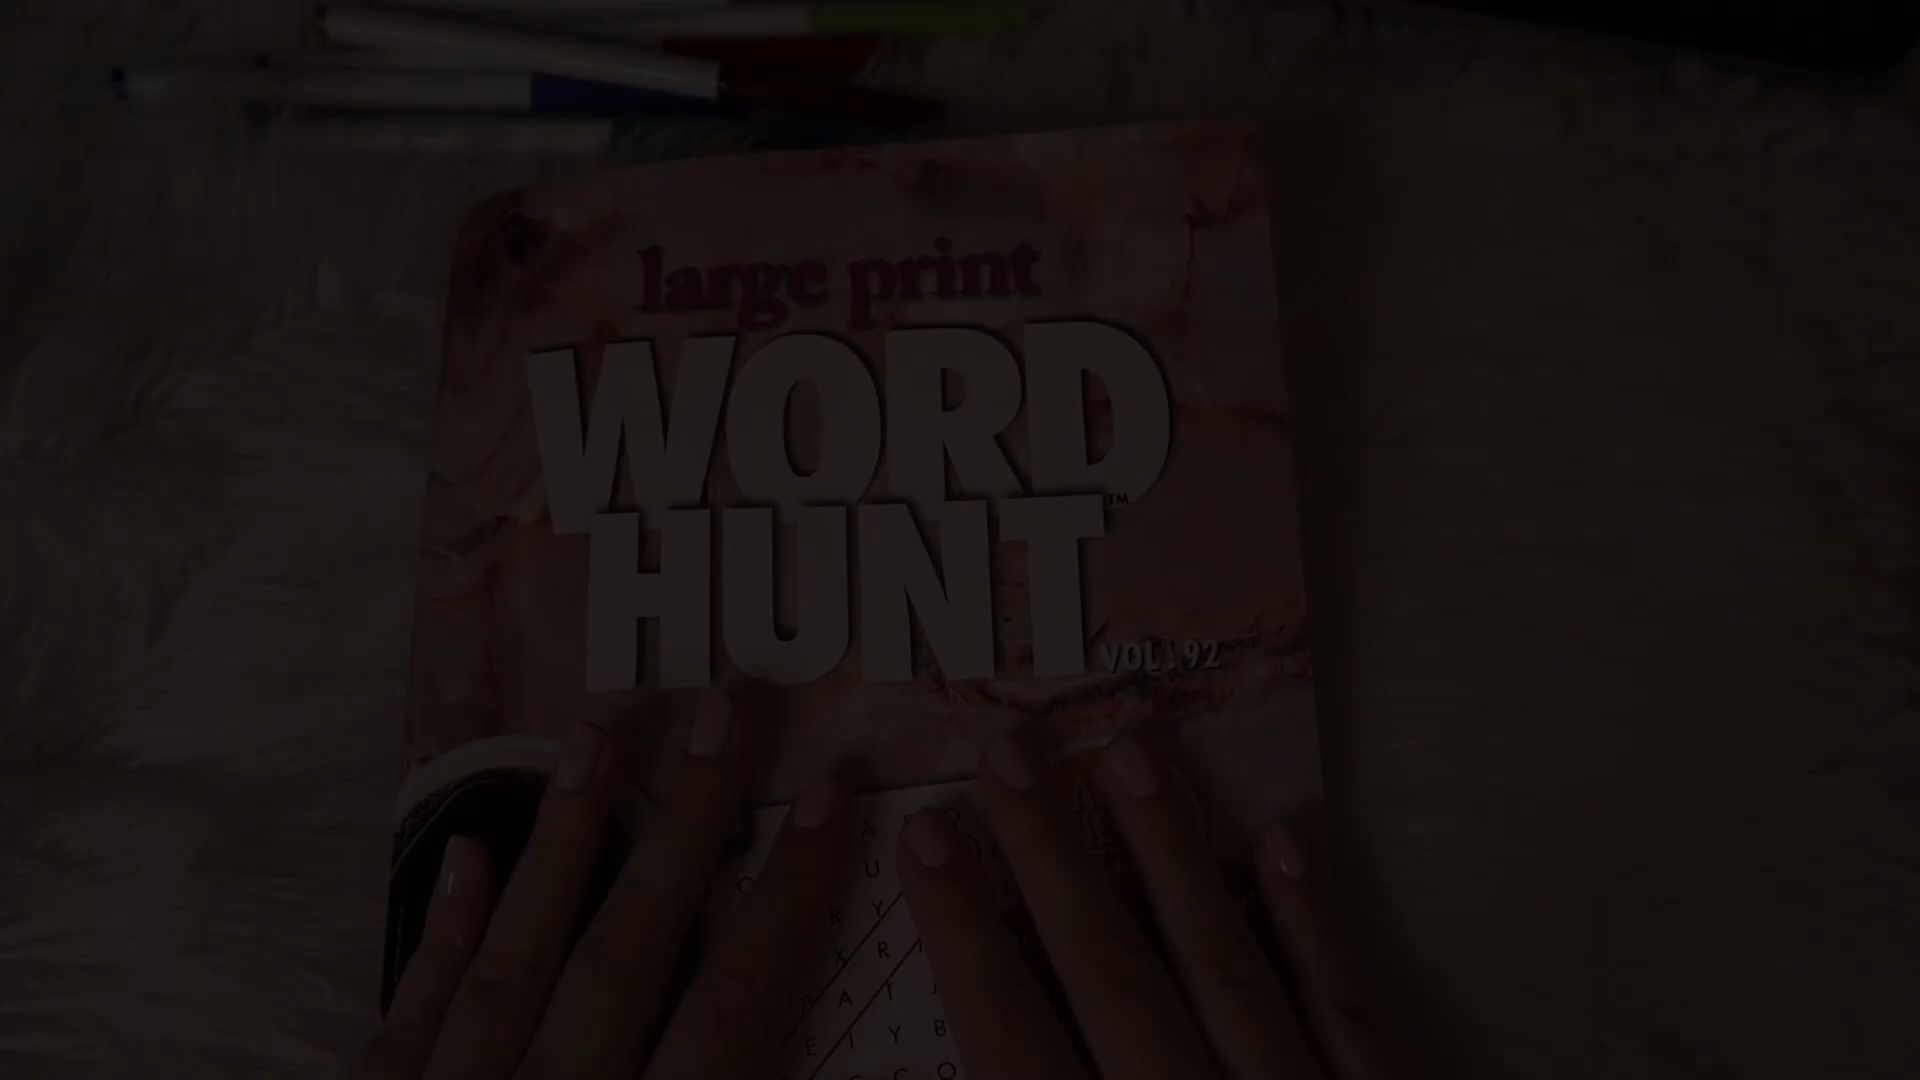 large print
WORD
HUNT™
VOL. 92
A
U
R Y
X R
A T J
E I Y B
C O